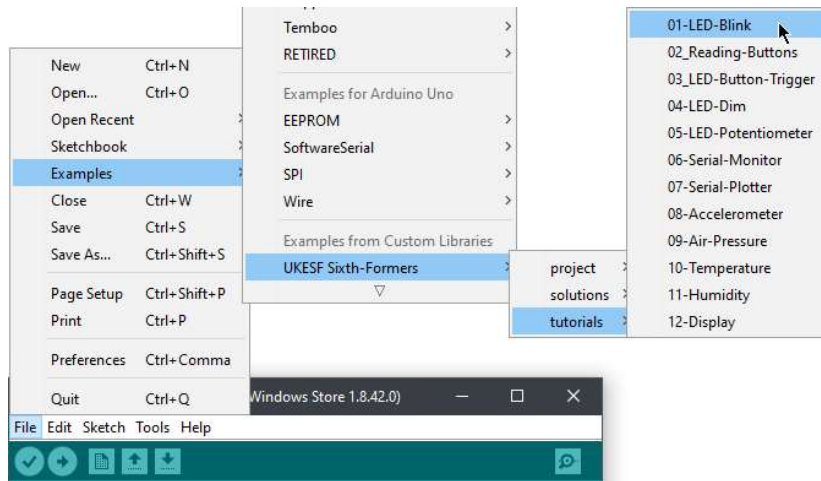 New Ctrl+N
Open... Ctrl+O
Open Recent
Sketchbook
Examples
Close Ctrl+W
Save Ctrl+S
Save As... Ctrl+Shift+S
Page Setup Ctrl+Shift+P
Print Ctrl+P
Preferences Ctrl+Comma
Quit Ctrl+Q
Temboo
RETIRED
Examples for Arduino Uno
EEPROM
SoftwareSerial
SPI
Wire
Examples from Custom Libraries
UKESF Sixth-Formers
project
solutions
tutorials
01-LED-Blink
02_Reading-Buttons
03_LED-Button-Trigger
04-LED-Dim
05-LED-Potentiometer
06-Serial-Monitor
07-Serial-Plotter
08-Accelerometer
09-Air-Pressure
10-Temperature
11-Humidity
12-Display
Windows Store 1.8.42.0)
File Edit Sketch Tools Help